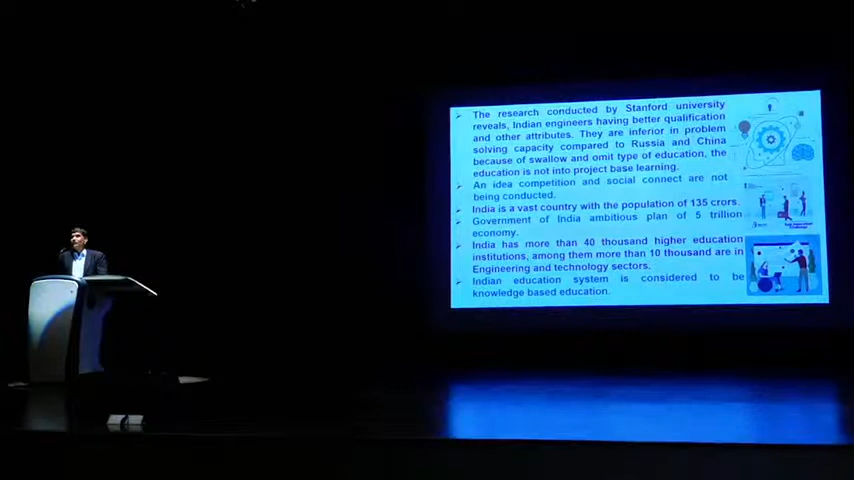 The research conducted by Stanford university
reveals, Indian engineers having better qualification
and other attributes. They are inferior in problem
solving capacity compared to Russia and China
because of swallow and omit type of education, the
education is not into project base learning.
An idea competition and social connect are not
being conducted.
India is a vast country with the population of 135 crors.
Government of India ambitious plan of 5 trillion
economy.
India has more than 40 thousand higher education
institutions, among them more than 10 thousand are in
Engineering and technology sectors.
Indian education system is considered to be
knowledge based education.